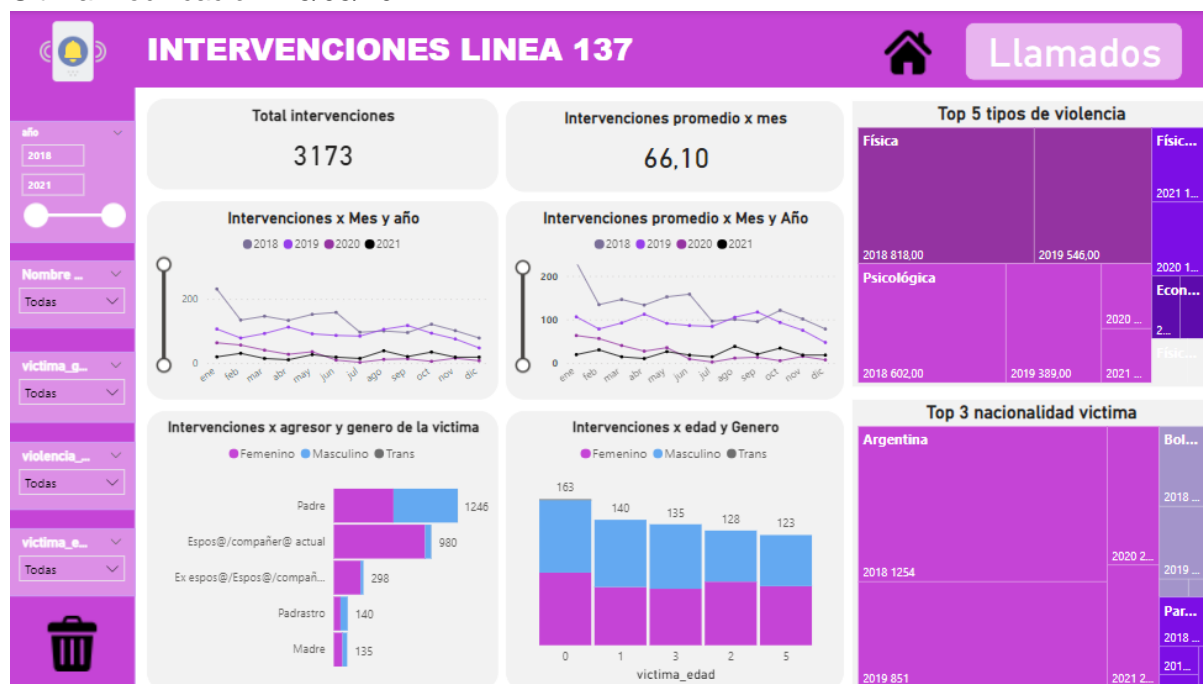 INTERVENCIONES LINEA 137
Llamados
año
2018
2021
Nombre ...
Todas
victima_g...
Todas
violencia_...
Todas
victima_e...
Todas
Total intervenciones
3173
Intervenciones promedio x mes
66,10
Intervenciones x Mes y año
2018 2019 2020 2021
200
0
ene feb mar abr may jun jul ago sep oct nov dic
Intervenciones promedio x Mes y Año
2018 2019 2020 2021
200
100
0
ene feb mar abr may jun jul ago sep oct nov dic
Intervenciones x agresor y genero de la victima
Femenino Masculino Trans
Padre 1246
Espos@/compañer@ actual 980
Ex espos@/Espos@/compañ... 298
Padrastro 140
Madre 135
Intervenciones x edad y Genero
Femenino Masculino Trans
163 140 135 128 123
0 1 3 2 5
victima_edad
Top 5 tipos de violencia
Física
2018 818,00
2019 546,00
Psicológica
2018 602,00
2019 389,00
2020 ...
2021 ...
Físic...
2021 1...
2020 1...
Econ...
2...
Físic...
Top 3 nacionalidad victima
Argentina
2018 1254
2019 851
2020 2...
2021 2...
Bol...
2018 ...
2019 ...
Par...
2018 ...
201...